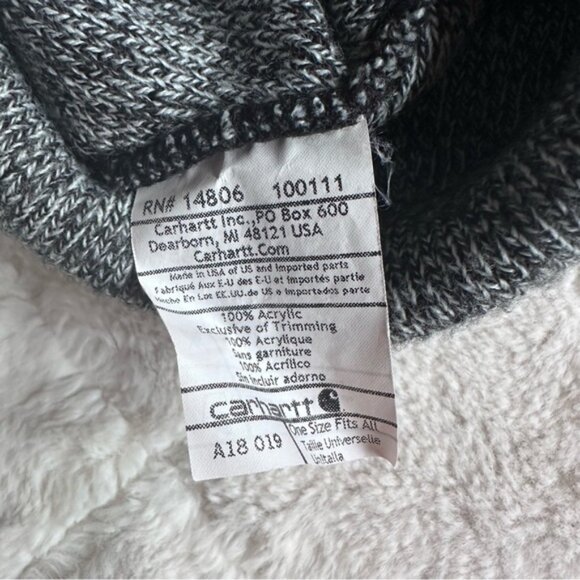 RN# 14806 100111
Carhartt Inc.,PO Box 600
Dearborn, MI 48121 USA
Carhartt.Com
Made in USA of US and imported parts
Fabriqué Aux E-U des E-U et importés partie
Hecho En Los EE.UU.de US e importados parte
100% Acrylic
Exclusive of Trimming
100% Acrylique
Sans garniture
100% Acrílico
Sin incluir adorno
carhartt
A18 019
One Size Fits All
Taille Universelle
Unitalla